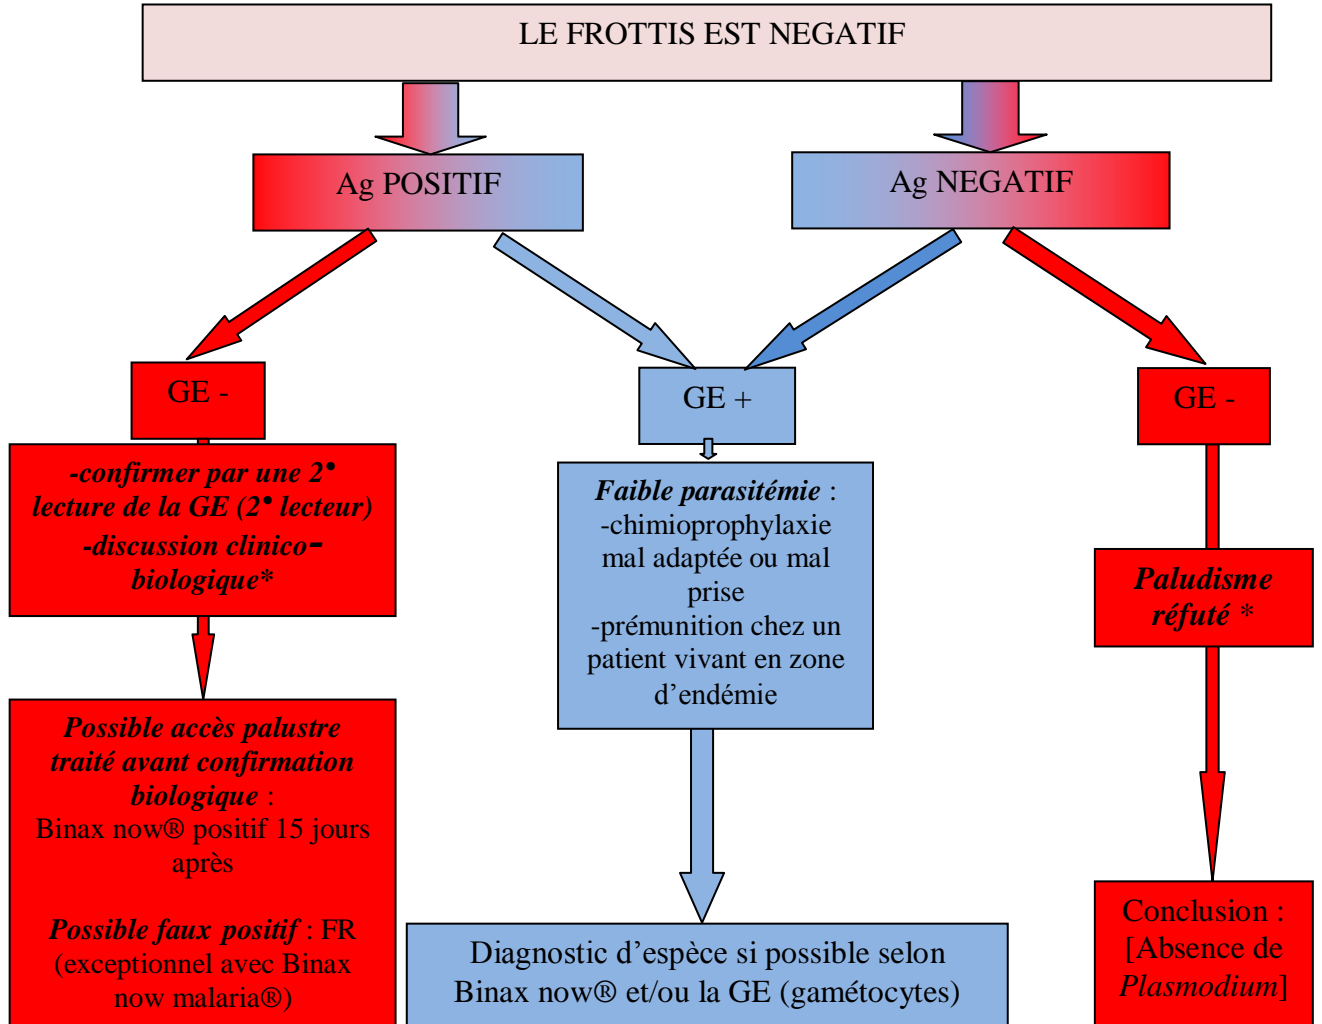 LE FROTTIS EST NEGATIF
Ag POSITIF
Ag NEGATIF
GE -
GE +
GE -
-confirmer par une 2°
lecture de la GE (2° lecteur)
-discussion clinico-
biologique*
Faible parasitémie :
-chimioprophylaxie
mal adaptée ou mal
prise
-prémunition chez un
patient vivant en zone
d’endémie
Paludisme
réfuté *
Possible accès palustre
traité avant confirmation
biologique :
Binax now® positif 15 jours
après
Possible faux positif : FR
(exceptionnel avec Binax
now malaria®)
Diagnostic d’espèce si possible selon
Binax now® et/ou la GE (gamétocytes)
Conclusion :
[Absence de
Plasmodium]